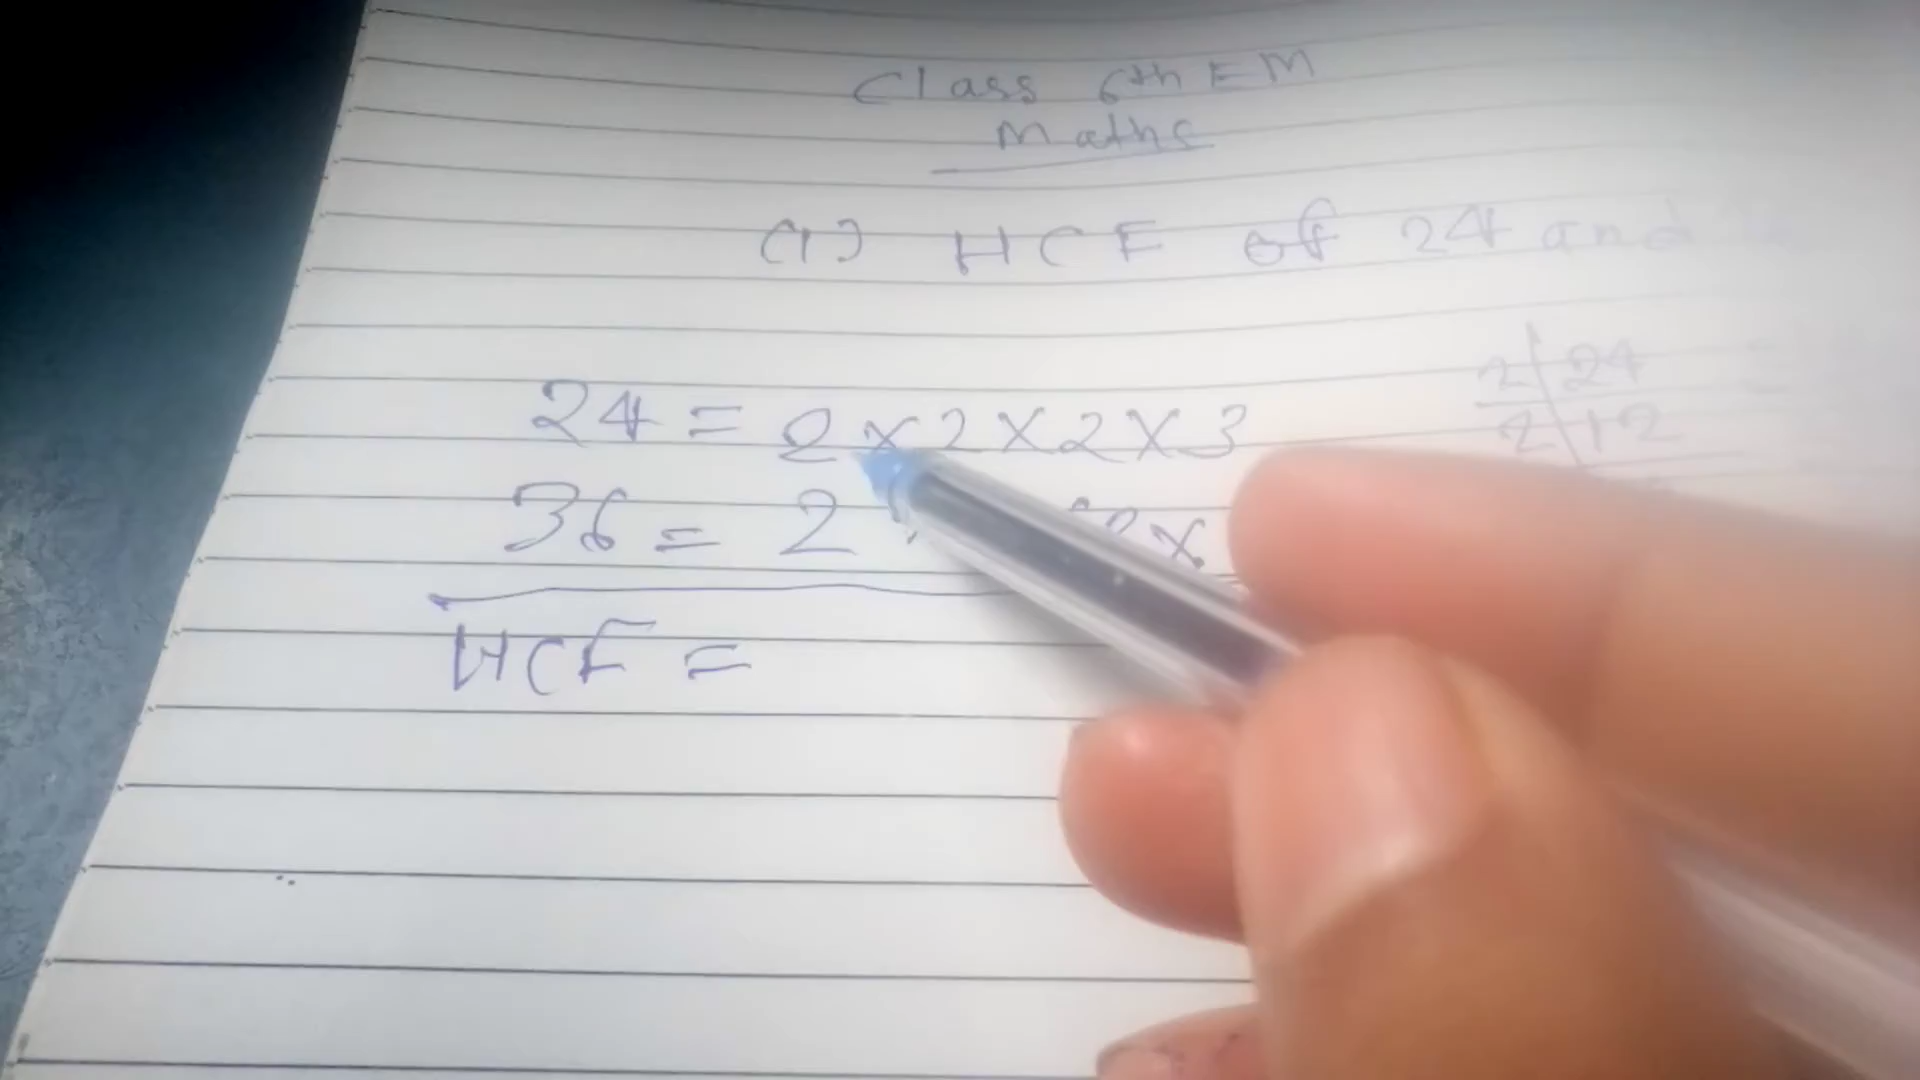 Class 6th EM
Maths
(1) HCF of 24 and
24 = 2×2×2×3
36 = 2
HCF =
2 24
2 12